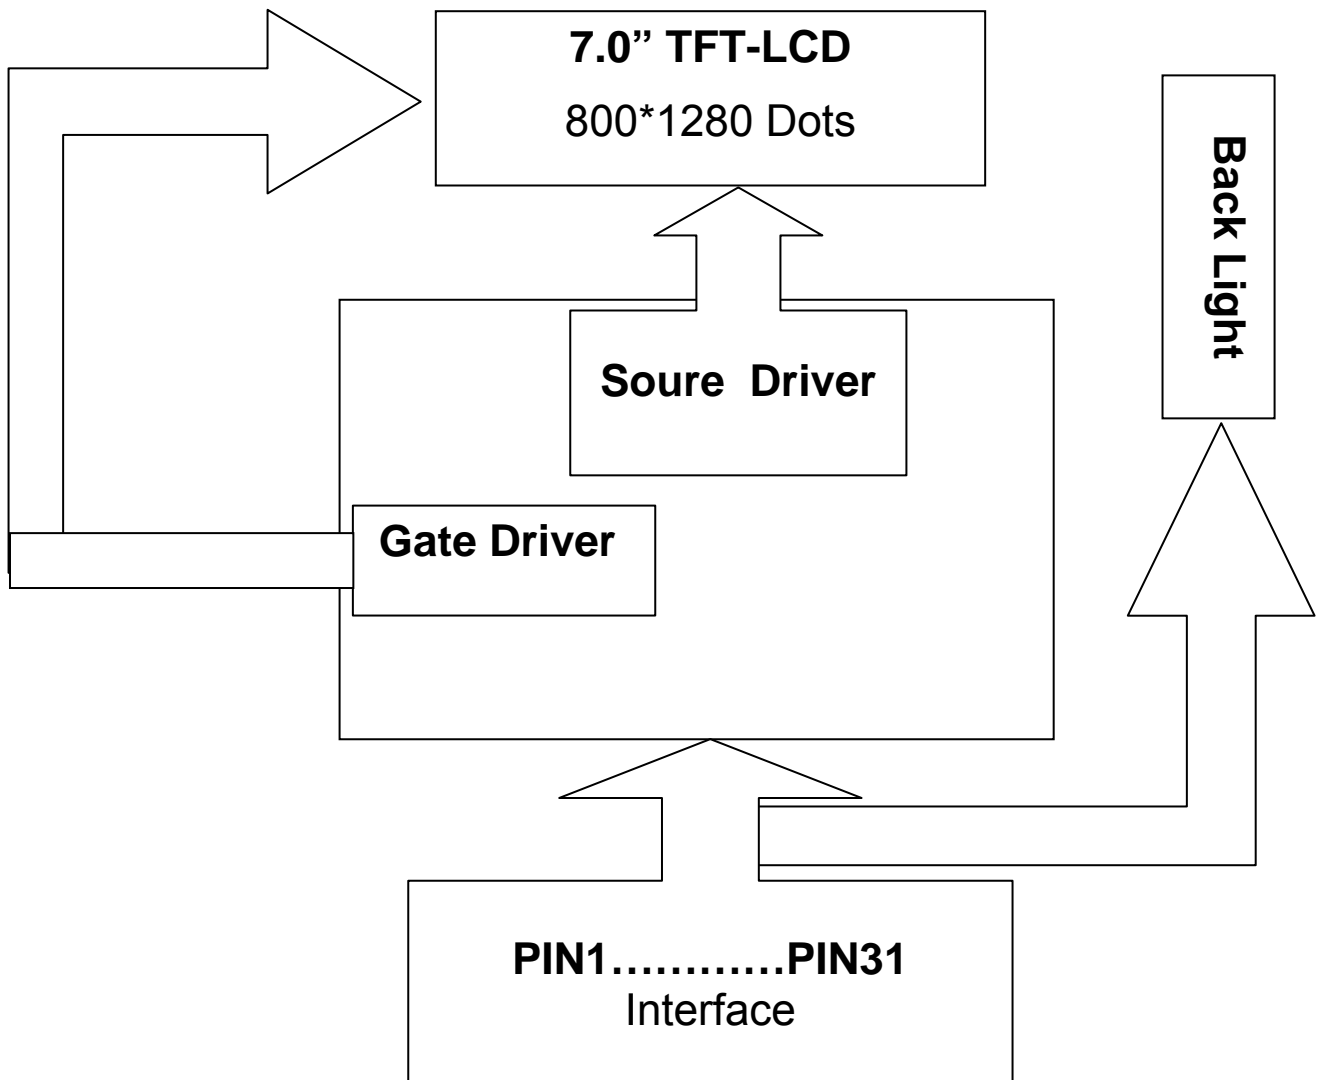 7.0” TFT-LCD
800*1280 Dots
Back Light
Soure Driver
Gate Driver
PIN1…………PIN31
Interface